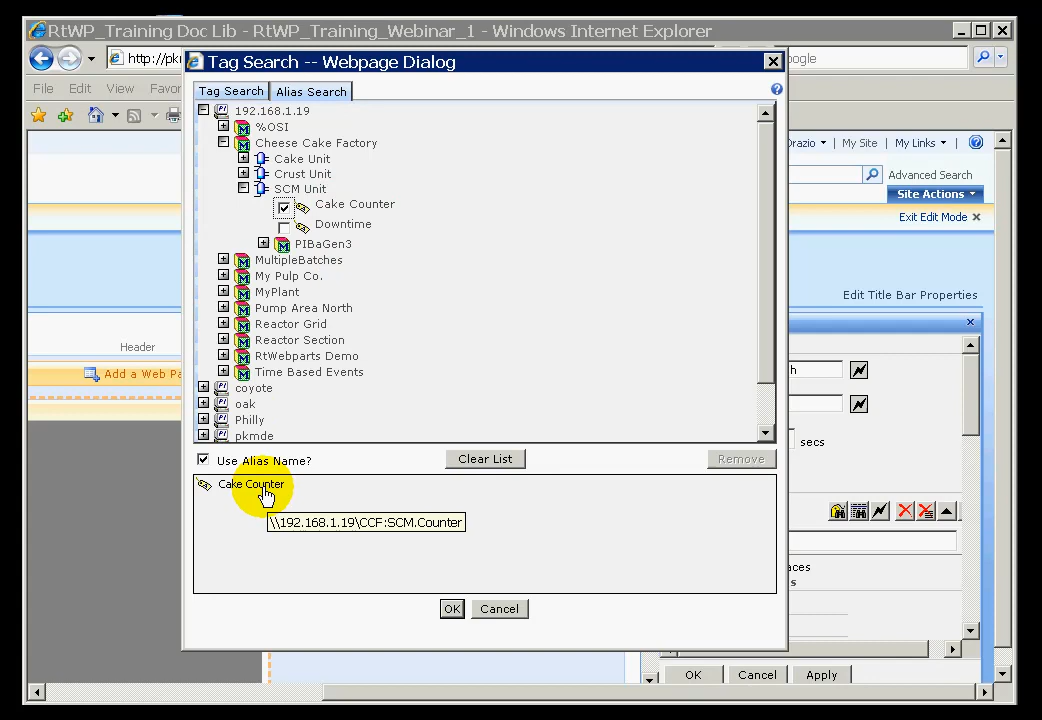 RtWP_Training Doc Lib - RtWP_Training_Webinar_1 - Windows Internet Explorer
http://pkr
oogle
Tag Search -- Webpage Dialog
File Edit View Favor
Tag Search Alias Search
192.168.1.19
%OSI
Cheese Cake Factory
Cake Unit
Crust Unit
SCM Unit
Cake Counter
Downtime
PIBaGen3
MultipleBatches
My Pulp Co.
MyPlant
Pump Area North
Reactor Grid
Reactor Section
RtWebparts Demo
Time Based Events
coyote
oak
Philly
pkmde
Use Alias Name?
Clear List
Remove
Cake Counter
\\192.168.1.19\CCF:SCM.Counter
OK Cancel
Header
Add a Web Pa
Orazio My Site My Links
Advanced Search
Site Actions
Exit Edit Mode
Edit Title Bar Properties
h
secs
aces
s
OK Cancel Apply